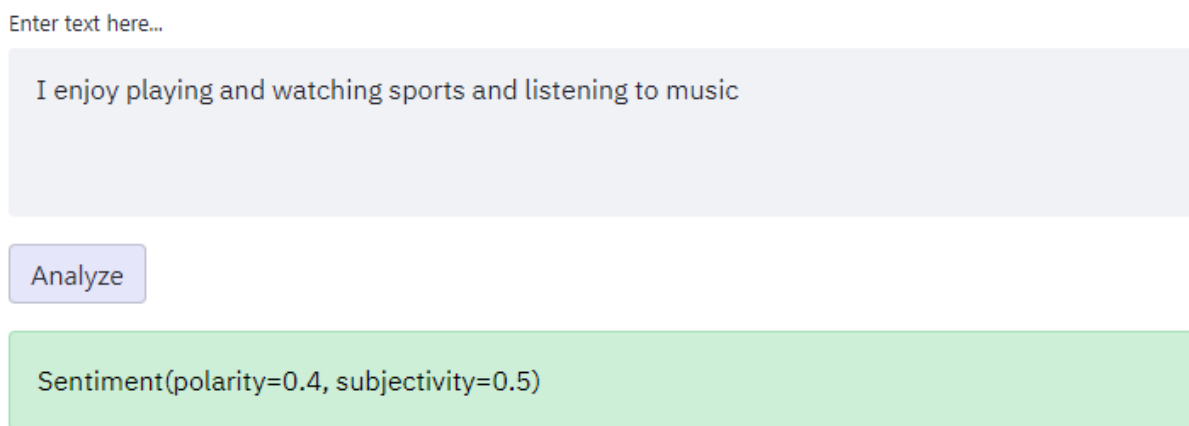 Enter text here...
I enjoy playing and watching sports and listening to music
Analyze
Sentiment(polarity=0.4, subjectivity=0.5)